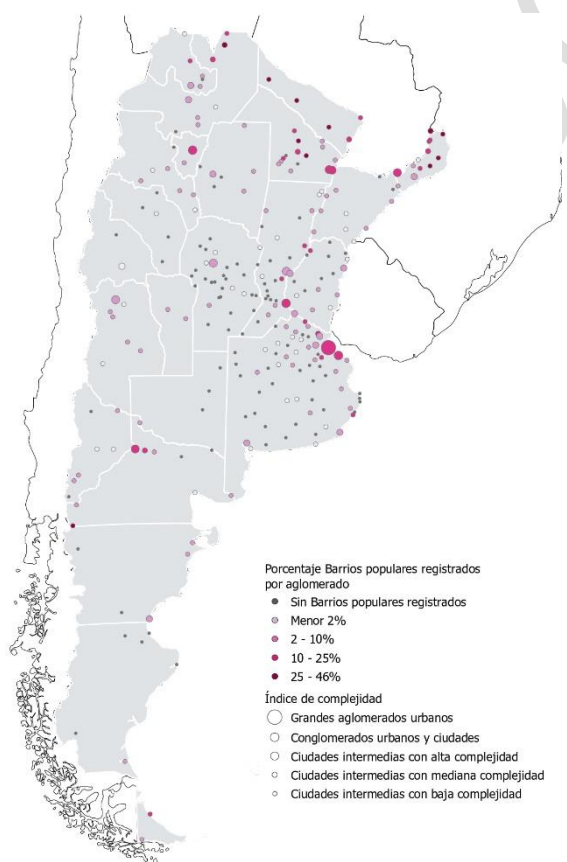 Porcentaje Barrios populares registrados
por aglomerado
Sin Barrios populares registrados
Menor 2%
2 - 10%
10 - 25%
25 - 46%
Índice de complejidad
Grandes aglomerados urbanos
Conglomerados urbanos y ciudades
Ciudades intermedias con alta complejidad
Ciudades intermedias con mediana complejidad
Ciudades intermedias con baja complejidad